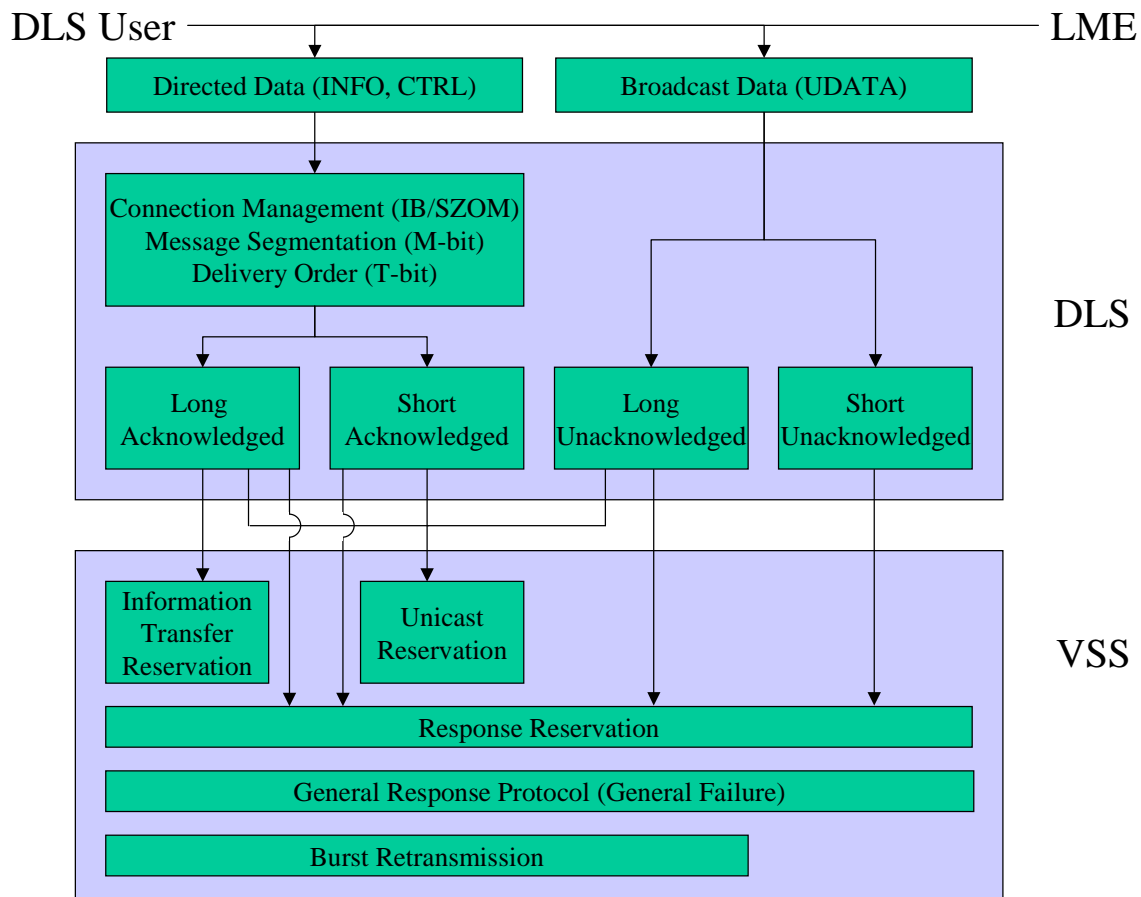 DLS User
LME
Directed Data (INFO, CTRL)
Broadcast Data (UDATA)
Connection Management (IB/SZOM)
Message Segmentation (M-bit)
Delivery Order (T-bit)
DLS
Long
Acknowledged
Short
Acknowledged
Long
Unacknowledged
Short
Unacknowledged
Information
Transfer
Reservation
Unicast
Reservation
VSS
Response Reservation
General Response Protocol (General Failure)
Burst Retransmission